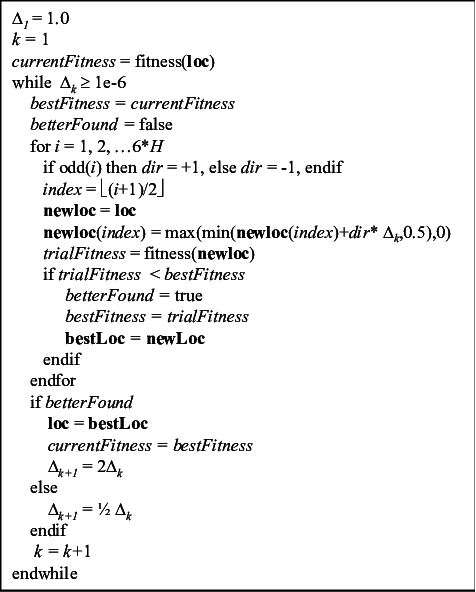 Δ1 = 1.0
k = 1
currentFitness = fitness(loc)
while Δk ≥ 1e-6
bestFitness = currentFitness
betterFound = false
for i = 1, 2, …6*H
if odd(i) then dir = +1, else dir = -1, endif
index = ⌊(i+1)/2⌋
newloc = loc
newloc(index) = max(min(newloc(index)+dir* Δk,0.5),0)
trialFitness = fitness(newloc)
if trialFitness < bestFitness
betterFound = true
bestFitness = trialFitness
bestLoc = newLoc
endif
endfor
if betterFound
loc = bestLoc
currentFitness = bestFitness
Δk+1 = 2Δk
else
Δk+1 = ½ Δk
endif
k = k+1
endwhile